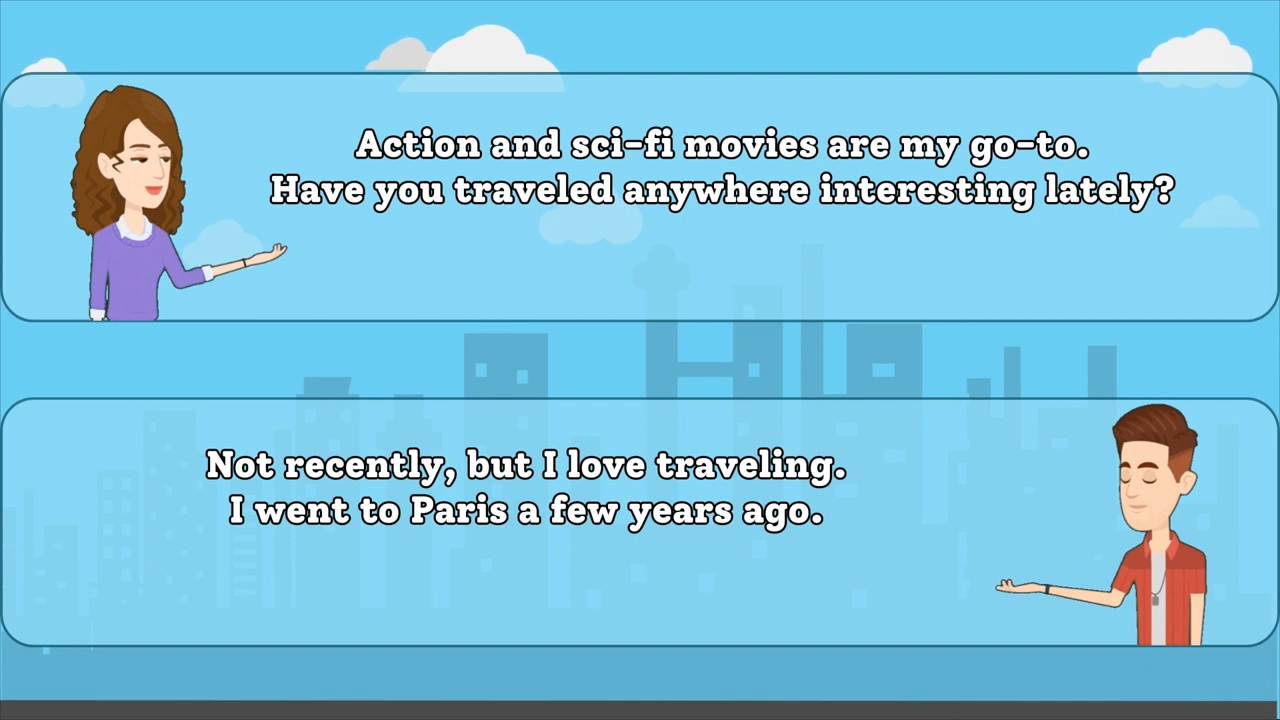 Action and sci-fi movies are my go-to.
Have you traveled anywhere interesting lately?
Not recently, but I love traveling.
I went to Paris a few years ago.